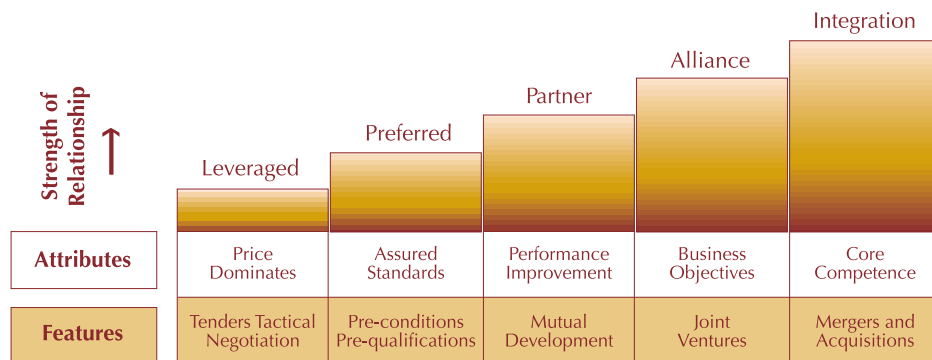 Integration
Alliance
Partner
Preferred
Leveraged
Strength of
Relationship
Attributes
Price
Dominates
Assured
Standards
Performance
Improvement
Business
Objectives
Core
Competence
Features
Tenders Tactical
Negotiation
Pre-conditions
Pre-qualifications
Mutual
Development
Joint
Ventures
Mergers and
Acquisitions